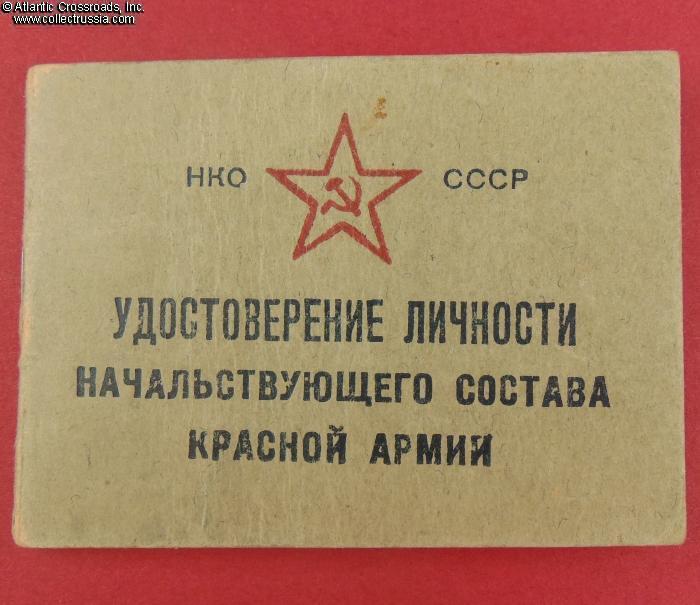 © Atlantic Crossroads, Inc.
www.collectrussia.com
НКО СССР
УДОСТОВЕРЕНИЕ ЛИЧНОСТИ
НАЧАЛЬСТВУЮЩЕГО СОСТАВА
КРАСНОЙ АРМИИ